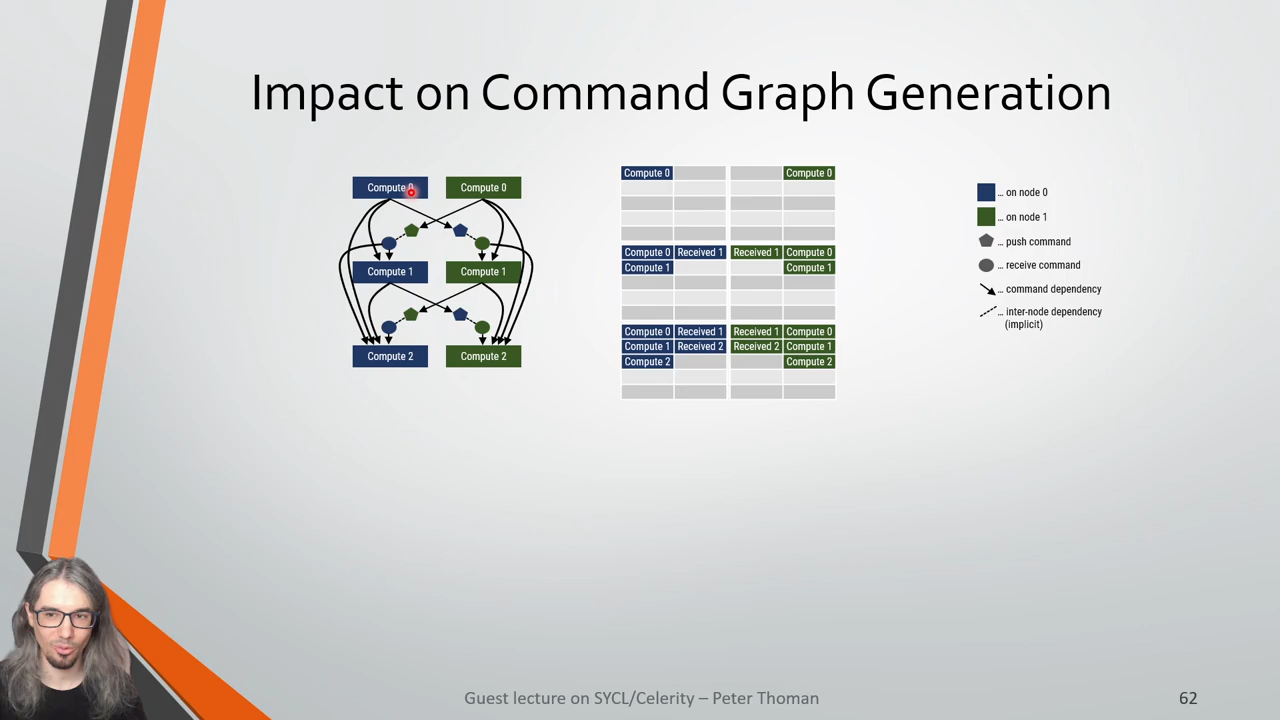 Impact on Command Graph Generation
Compute 0
Compute 0
Compute 1
Compute 1
Compute 2
Compute 2
Compute 0 Compute 0
Compute 0 Received 1 Received 1 Compute 0
Compute 1 Compute 1
Compute 0 Received 1 Received 1 Compute 0
Compute 1 Received 2 Received 2 Compute 1
Compute 2 Compute 2
... on node 0
... on node 1
... push command
... receive command
... command dependency
... inter-node dependency
(implicit)
Guest lecture on SYCL/Celerity – Peter Thoman
62